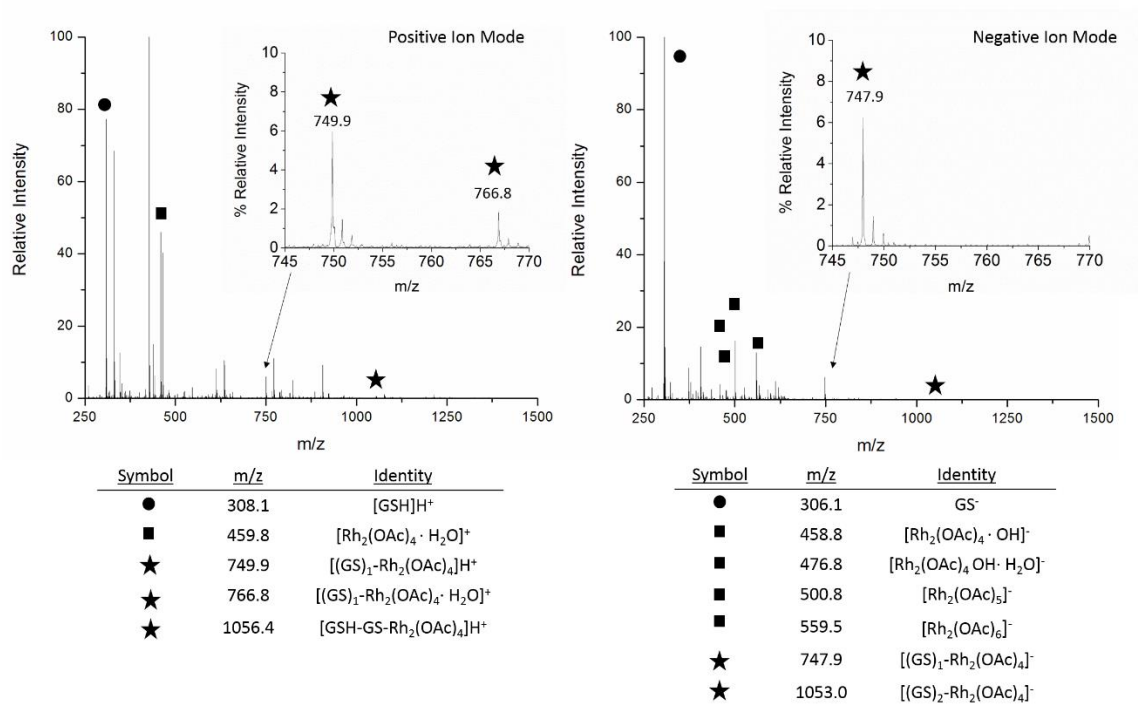 Positive Ion Mode
100
80
60
40
20
0
Relative Intensity
250 500 750 1000 1250 1500
m/z
10
8
6
4
2
0
% Relative Intensity
749.9
766.8
745 750 755 760 765 770
m/z
Negative Ion Mode
100
80
60
40
20
0
Relative Intensity
250 500 750 1000 1250 1500
m/z
10
8
6
4
2
0
% Relative Intensity
747.9
745 750 755 760 765 770
m/z
Symbol m/z Identity
308.1 [GSH]H⁺
459.8 [Rh₂(OAc)₄· H₂O]⁺
749.9 [(GS)₁-Rh₂(OAc)₄]H⁺
766.8 [(GS)₁-Rh₂(OAc)₄· H₂O]⁺
1056.4 [GSH-GS-Rh₂(OAc)₄]H⁺
Symbol m/z Identity
306.1 GS⁻
458.8 [Rh₂(OAc)₄ · OH]⁻
476.8 [Rh₂(OAc)₄ OH· H₂O]⁻
500.8 [Rh₂(OAc)₅]⁻
559.5 [Rh₂(OAc)₆]⁻
747.9 [(GS)₁-Rh₂(OAc)₄]⁻
1053.0 [(GS)₂-Rh₂(OAc)₄]⁻